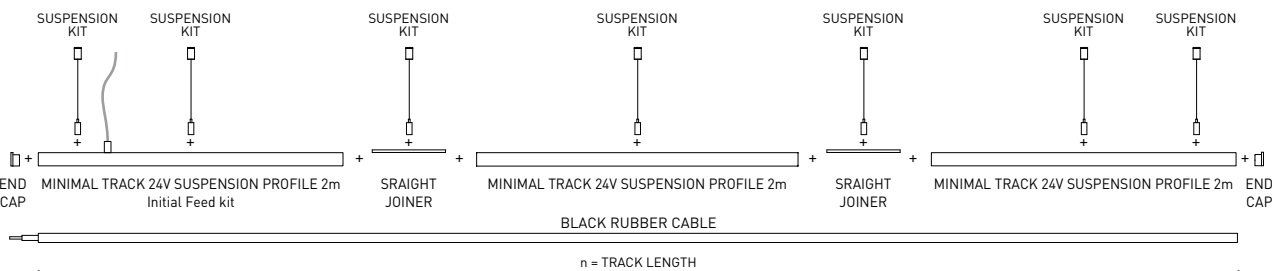 SUSPENSION
KIT
SUSPENSION
KIT
SUSPENSION
KIT
SUSPENSION
KIT
SUSPENSION
KIT
SUSPENSION
KIT
SUSPENSION
KIT
+ + + + + + +
+ + + + + +
END
CAP
MINIMAL TRACK 24V SUSPENSION PROFILE 2m
Initial Feed kit
SRAIGHT
JOINER
MINIMAL TRACK 24V SUSPENSION PROFILE 2m
SRAIGHT
JOINER
MINIMAL TRACK 24V SUSPENSION PROFILE 2m
END
CAP
BLACK RUBBER CABLE
n = TRACK LENGTH